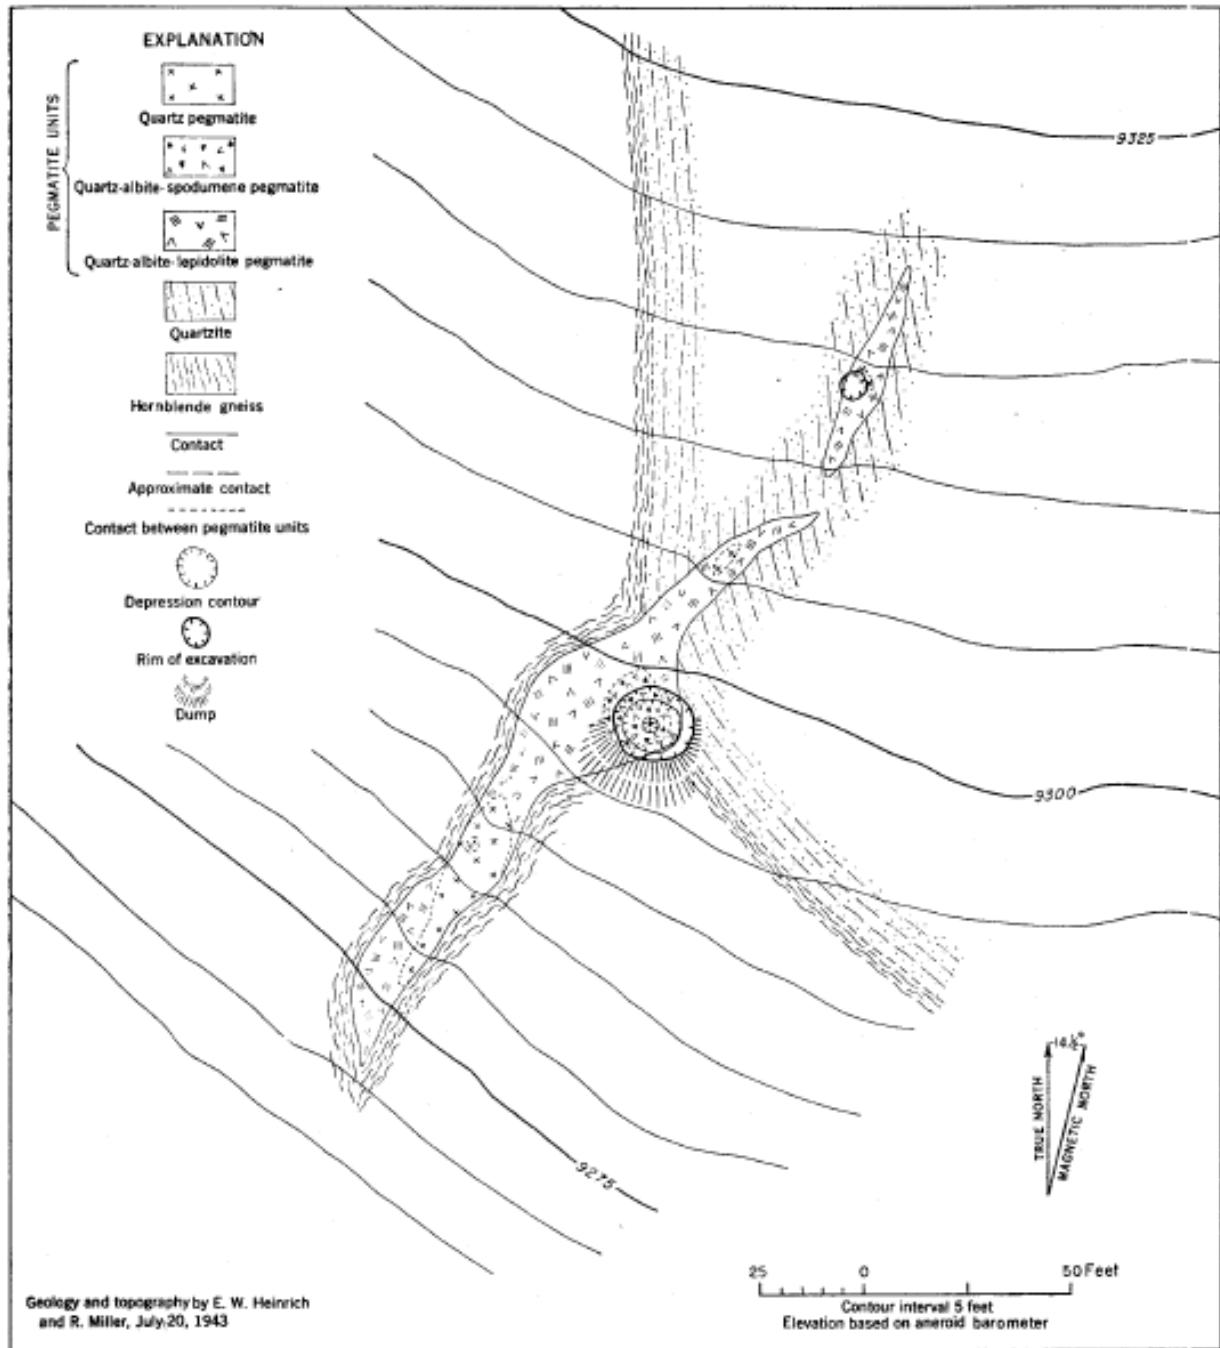 EXPLANATION
PEGMATITE UNITS
Quartz pegmatite
Quartz-albite-spodumene pegmatite
Quartz-albite-lepidolite pegmatite
Quartzite
Hornblende gneiss
Contact
Approximate contact
Contact between pegmatite units
Depression contour
Rim of excavation
Dump
9325
9300
9275
14½°
TRUE NORTH
MAGNETIC NORTH
25 0 50 Feet
Contour interval 5 feet
Elevation based on aneroid barometer
Geology and topography by E. W. Heinrich
and R. Miller, July 20, 1943